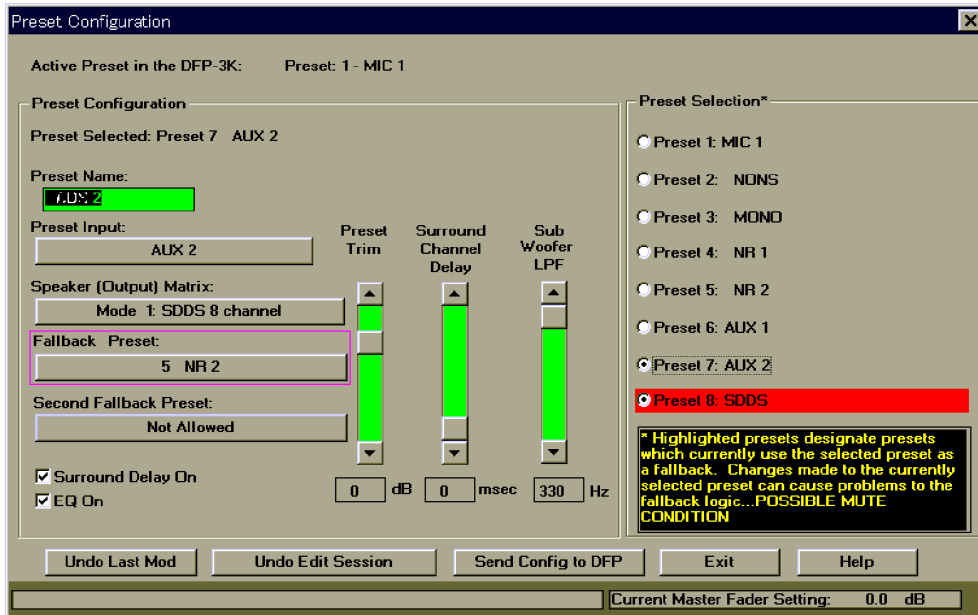 Preset Configuration
Active Preset in the DFP-3K: Preset: 1 - MIC 1
Preset Configuration
Preset Selected: Preset 7 AUX 2
Preset Name:
2
Preset Input:
AUX 2
Speaker (Output) Matrix:
Mode 1: SDDS 8 channel
Fallback Preset:
5 NR 2
Second Fallback Preset:
Not Allowed
Surround Delay On
EQ On
Preset
Trim
Surround
Channel
Delay
Sub
Woofer
LPF
0 dB
0 msec
330 Hz
Preset Selection*
Preset 1: MIC 1
Preset 2: NONS
Preset 3: MONO
Preset 4: NR 1
Preset 5: NR 2
Preset 6: AUX 1
Preset 7: AUX 2
Preset 8: SDDS
* Highlighted presets designate presets
which currently use the selected preset as
a fallback. Changes made to the currently
selected preset can cause problems to the
fallback logic...POSSIBLE MUTE
CONDITION
Undo Last Mod
Undo Edit Session
Send Config to DFP
Exit
Help
Current Master Fader Setting: 0.0 dB